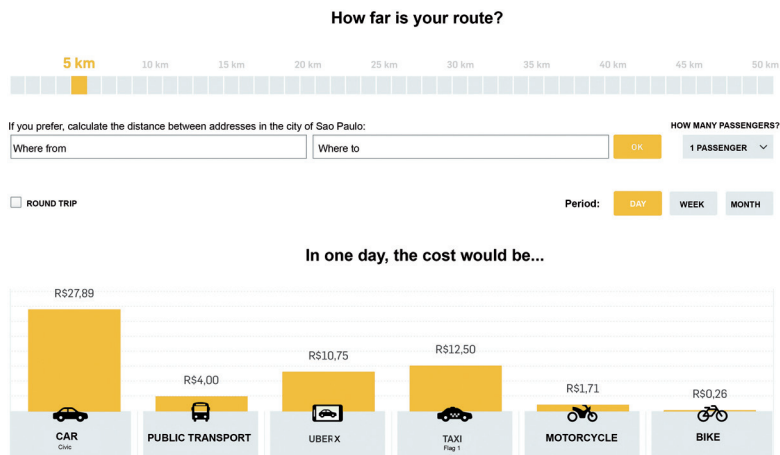 How far is your route?
5 km 10 km 15 km 20 km 25 km 30 km 35 km 40 km 45 km 50 km
If you prefer, calculate the distance between addresses in the city of Sao Paulo:
HOW MANY PASSENGERS?
Where from Where to OK 1 PASSENGER
ROUND TRIP Period: DAY WEEK MONTH
In one day, the cost would be...
R$27,89
R$4,00
R$10,75
R$12,50
R$1,71
R$0,26
CAR
Civic
PUBLIC TRANSPORT
UBER X
TAXI
Flag 1
MOTORCYCLE
BIKE